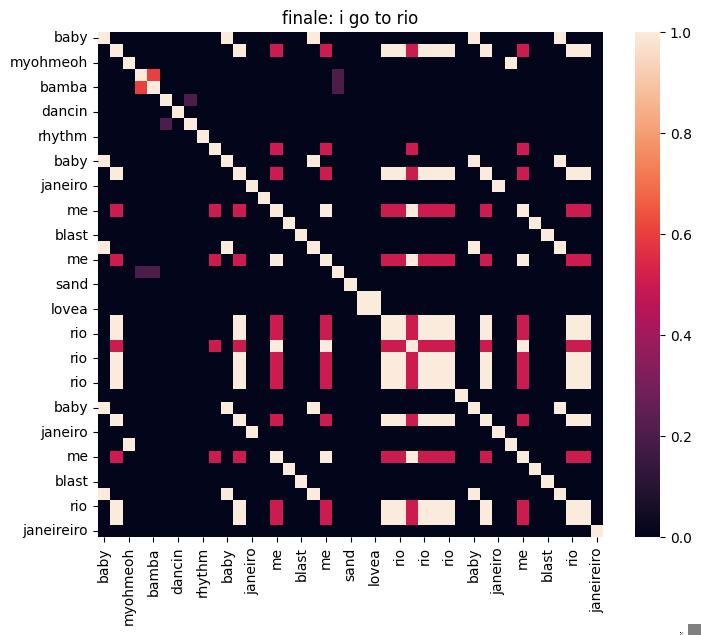 finale: i go to rio
baby
myohmeoh
bamba
dancin
rhythm
baby
janeiro
me
blast
me
sand
lovea
rio
rio
rio
baby
janeiro
me
blast
rio
janeireiro
1.0
0.8
0.6
0.4
0.2
0.0
baby
myohmeoh
bamba
dancin
rhythm
baby
janeiro
me
blast
me
sand
lovea
rio
rio
rio
baby
janeiro
me
blast
rio
janeireiro